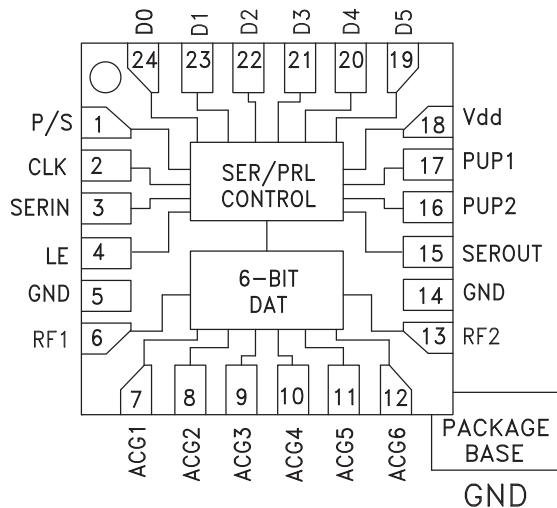 D0 D1 D2 D3 D4 D5
24 23 22 21 20 19
P/S 1 18 Vdd
CLK 2 17 PUP1
SERIN 3 16 PUP2
LE 4 15 SEROUT
GND 5 14 GND
RF1 6 13 RF2
SER/PRL
CONTROL
6-BIT
DAT
7 8 9 10 11 12
ACG1 ACG2 ACG3 ACG4 ACG5 ACG6
PACKAGE
BASE
GND